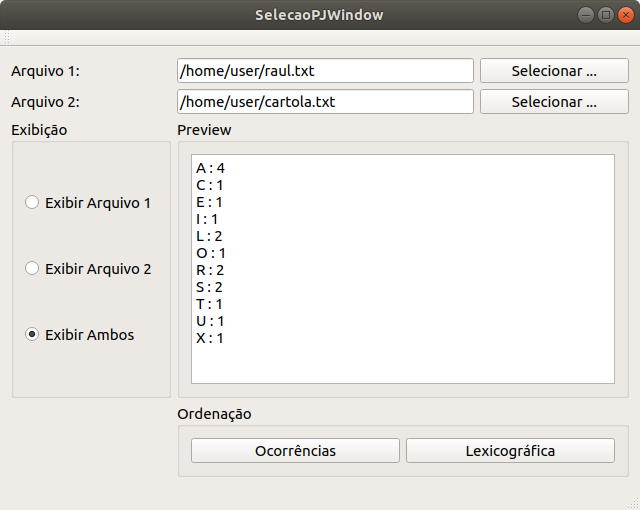 SelecaoPJWindow
Arquivo 1:
/home/user/raul.txt
Selecionar ...
Arquivo 2:
/home/user/cartola.txt
Selecionar ...
Exibição
Preview
Exibir Arquivo 1
Exibir Arquivo 2
Exibir Ambos
A : 4
C : 1
E : 1
I : 1
L : 2
O : 1
R : 2
S : 2
T : 1
U : 1
X : 1
Ordenação
Ocorrências
Lexicográfica